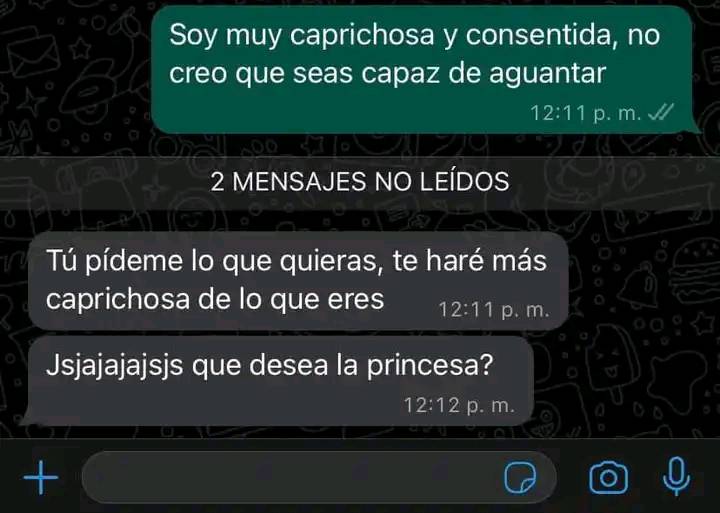 Soy muy caprichosa y consentida, no
creo que seas capaz de aguantar
12:11 p. m.
2 MENSAJES NO LEÍDOS
Tú pídeme lo que quieras, te haré más
caprichosa de lo que eres
12:11 p. m.
Jsjajajajsjs que desea la princesa?
12:12 p. m.